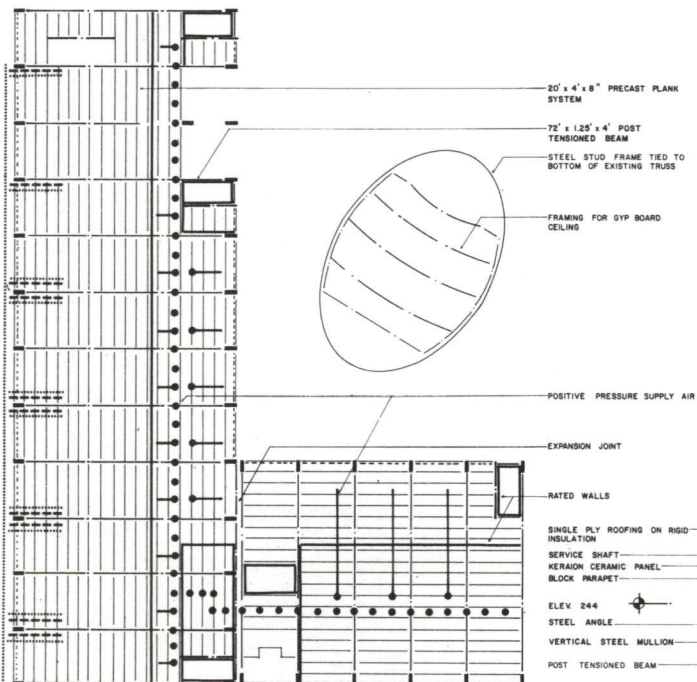 20' x 4' x 8" PRECAST PLANK
SYSTEM
72' x 1.25' x 4' POST
TENSIONED BEAM
STEEL STUD FRAME TIED TO
BOTTOM OF EXISTING TRUSS
FRAMING FOR GYP BOARD
CEILING
POSITIVE PRESSURE SUPPLY AIR
EXPANSION JOINT
RATED WALLS
SINGLE PLY ROOFING ON RIGID
INSULATION
SERVICE SHAFT
KERAION CERAMIC PANEL
BLOCK PARAPET
ELEV. 244
STEEL ANGLE
VERTICAL STEEL MULLION
POST TENSIONED BEAM